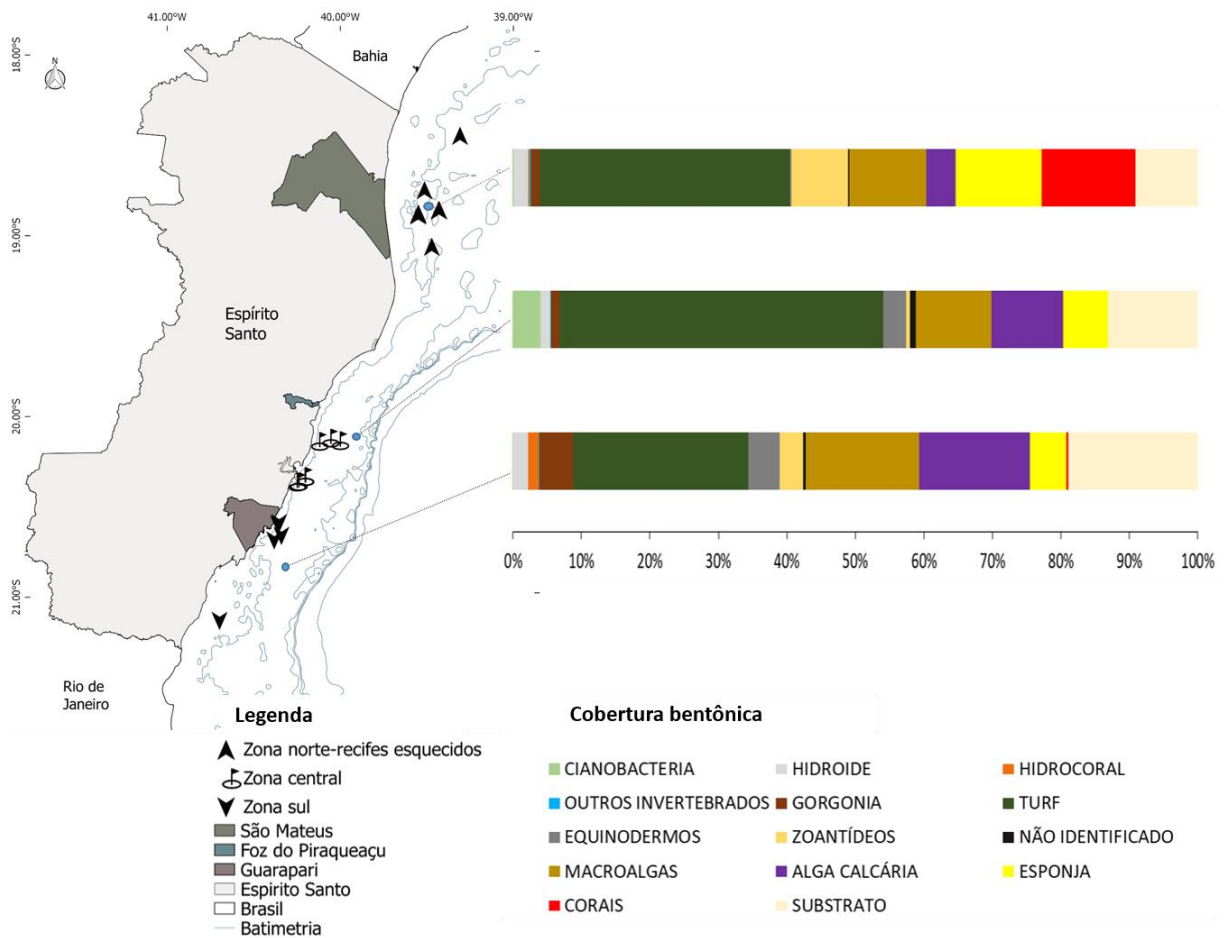 41.00°W
40.00°W
39.00°W
18.00°S
19.00°S
20.00°S
21.00°S
N
Bahia
Espírito
Santo
Rio de
Janeiro
0%
10%
20%
30%
40%
50%
60%
70%
80%
90%
100%
Legenda
Zona norte-recifes esquecidos
Zona central
Zona sul
São Mateus
Foz do Piraqueaçu
Guarapari
Espirito Santo
Brasil
Batimetria
Cobertura bentônica
CIANOBACTERIA
HIDROIDE
HIDROCORAL
OUTROS INVERTEBRADOS
GORGONIA
TURF
EQUINODERMOS
ZOANTÍDEOS
NÃO IDENTIFICADO
MACROALGAS
ALGA CALCÁRIA
ESPONJA
CORAIS
SUBSTRATO